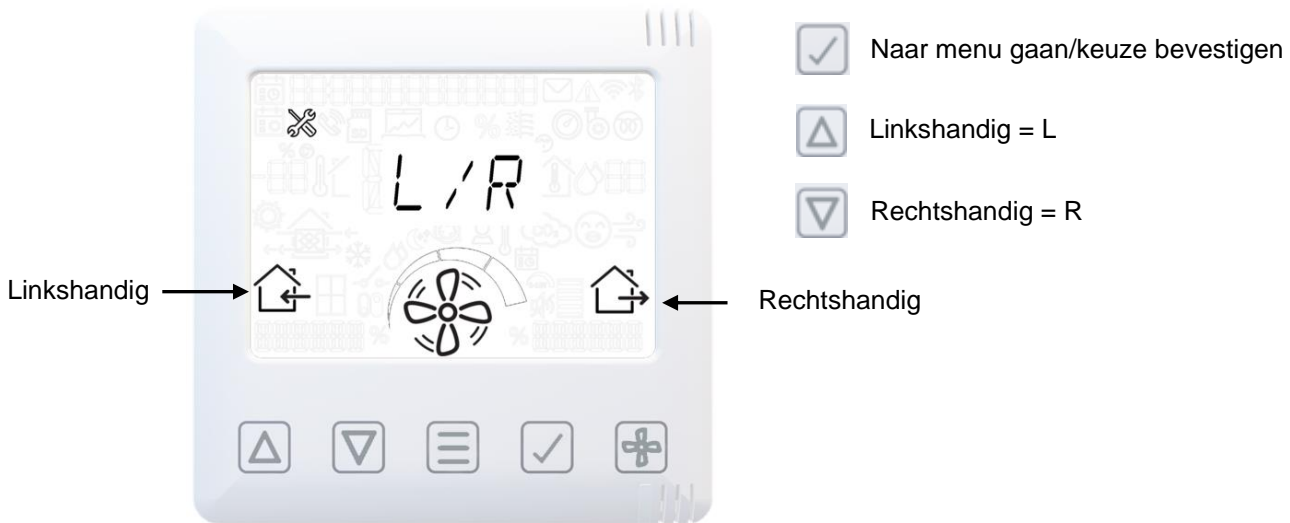 Naar menu gaan/keuze bevestigen
Linkshandig = L
Rechtshandig = R
L/R
Linkshandig
Rechtshandig